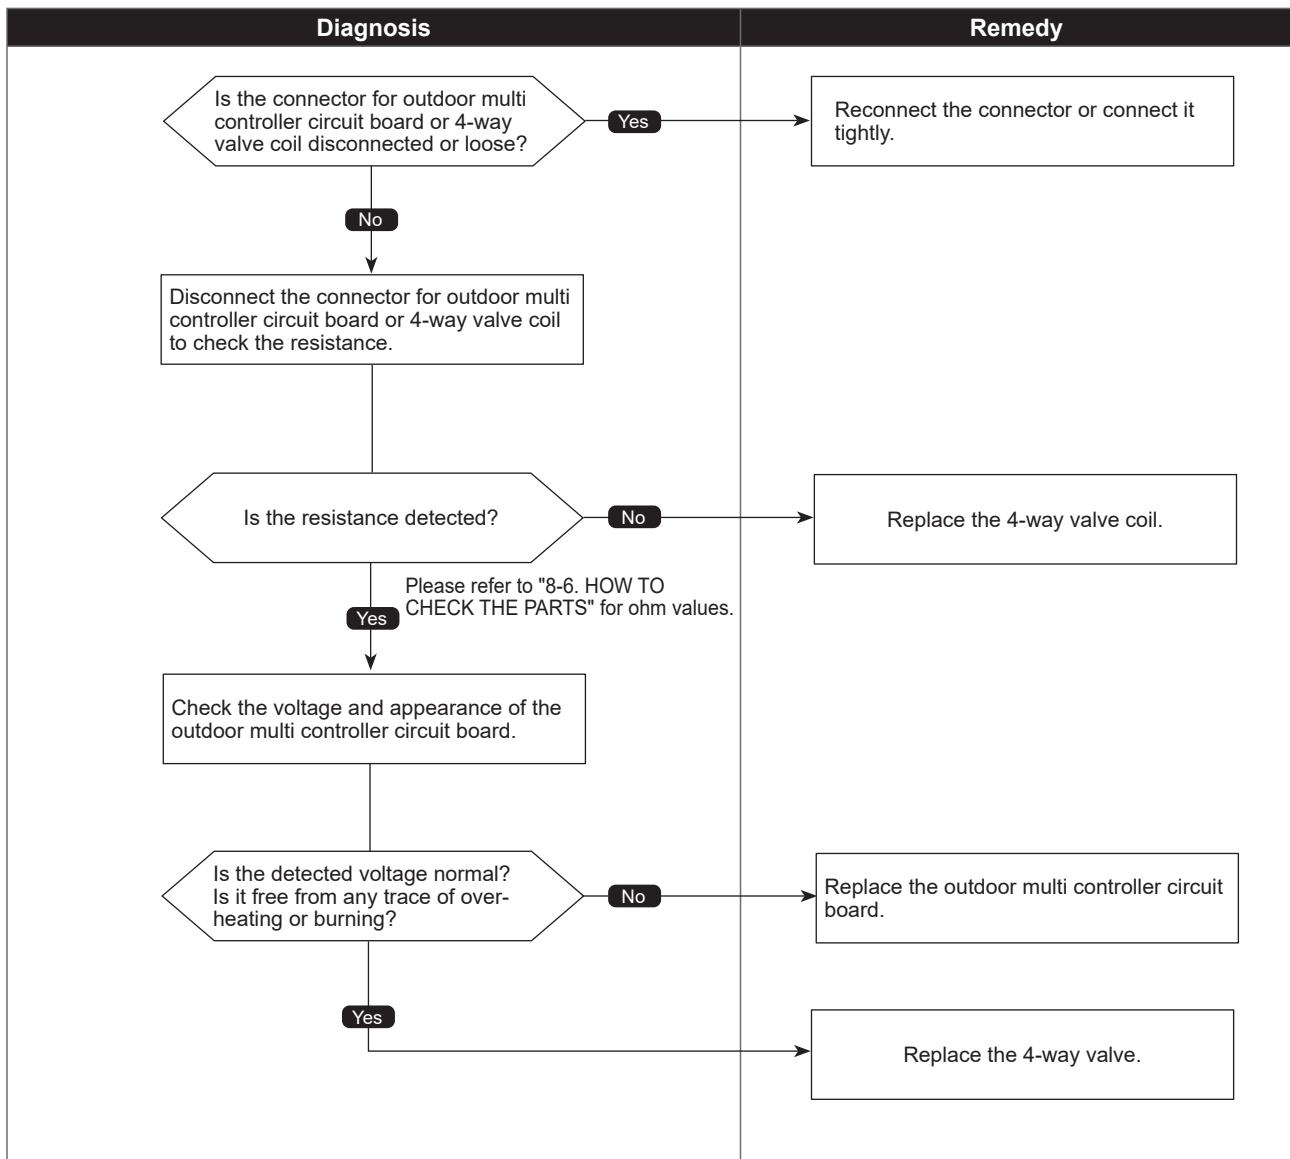 Diagnosis
Remedy
Is the connector for outdoor multi
controller circuit board or 4-way
valve coil disconnected or loose?
Yes
Reconnect the connector or connect it
tightly.
No
Disconnect the connector for outdoor multi
controller circuit board or 4-way valve coil
to check the resistance.
Is the resistance detected?
No
Replace the 4-way valve coil.
Please refer to "8-6. HOW TO
CHECK THE PARTS" for ohm values.
Yes
Check the voltage and appearance of the
outdoor multi controller circuit board.
Is the detected voltage normal?
Is it free from any trace of over-
heating or burning?
No
Replace the outdoor multi controller circuit
board.
Yes
Replace the 4-way valve.